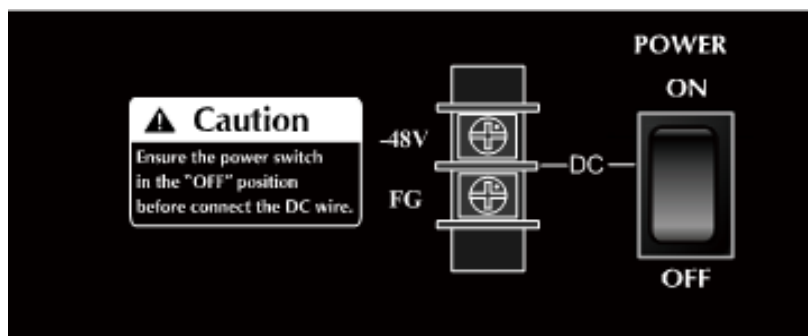 Caution
Ensure the power switch
in the "OFF" position
before connect the DC wire.
-48V
FG
DC
POWER
ON
OFF